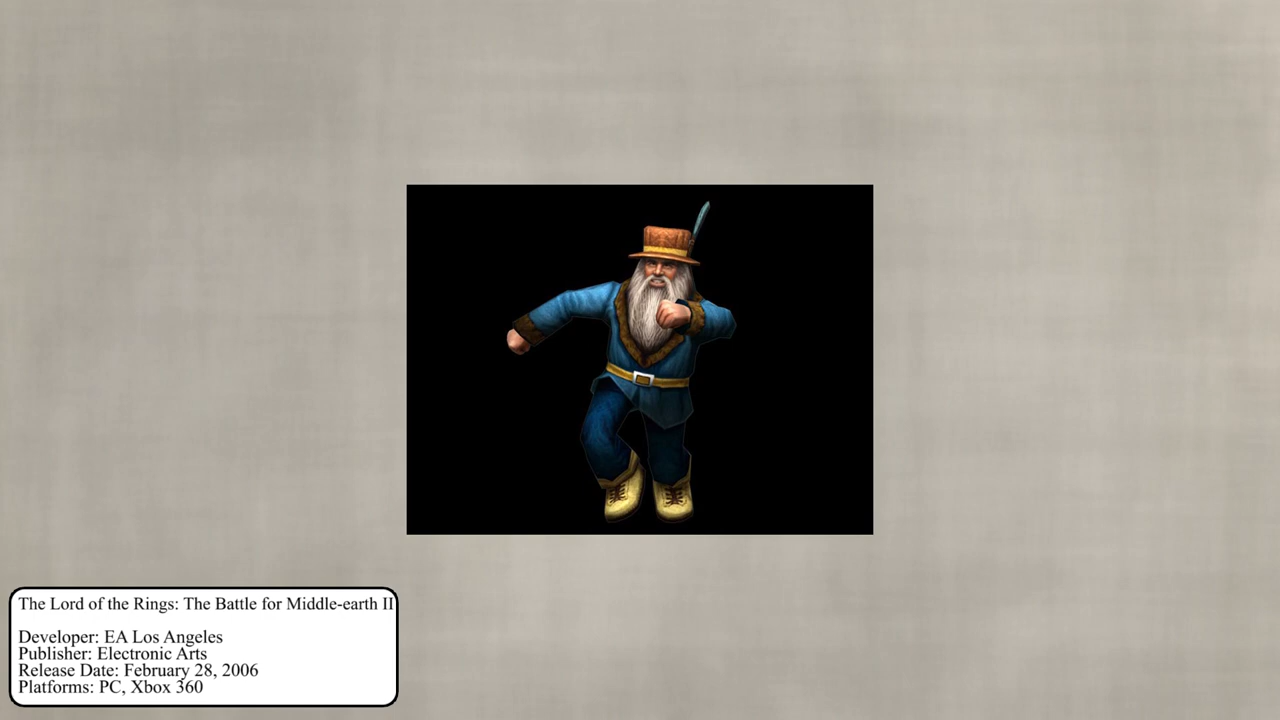 The Lord of the Rings: The Battle for Middle-earth II
Developer: EA Los Angeles
Publisher: Electronic Arts
Release Date: February 28, 2006
Platforms: PC, Xbox 360